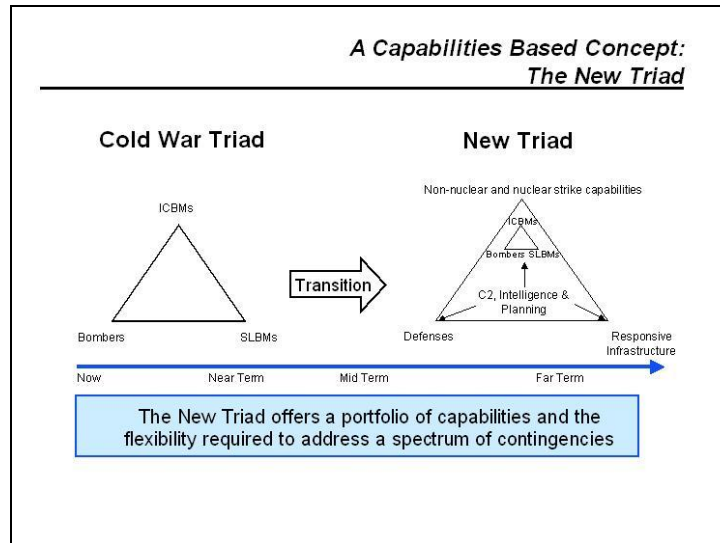 A Capabilities Based Concept:
The New Triad
Cold War Triad
New Triad
Non-nuclear and nuclear strike capabilities
ICBMs
ICBMs
Bombers SLBMs
Transition
C2, Intelligence &
Planning
Bombers
SLBMs
Defenses
Responsive
Infrastructure
Now
Near Term
Mid Term
Far Term
The New Triad offers a portfolio of capabilities and the
flexibility required to address a spectrum of contingencies